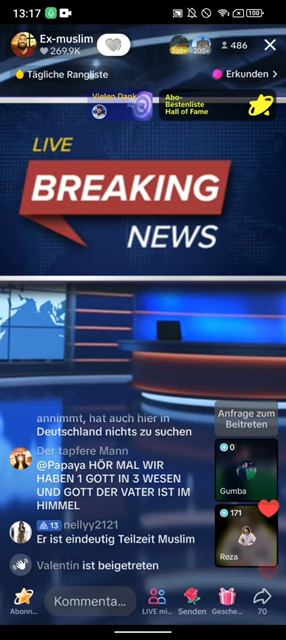 13:17
100
Ex-muslim
269.9K
200+
200+
486
Tägliche Rangliste
Erkunden
Vielen Dank
Abo-
Bestenliste
Hall of Fame
LIVE
BREAKING
NEWS
annimmt, hat auch hier in
Deutschland nichts zu suchen
Der tapfere Mann
@Papaya HÖR MAL WIR
HABEN 1 GOTT IN 3 WESEN
UND GOTT DER VATER IST IM
HIMMEL
13 nellyy2121
Er ist eindeutig Teilzeit Muslim
Valentin ist beigetreten
Anfrage zum
Beitreten
0
Gumba
171
Reza
Abonn...
Kommenta...
LIVE mi...
Senden
Gesche...
70